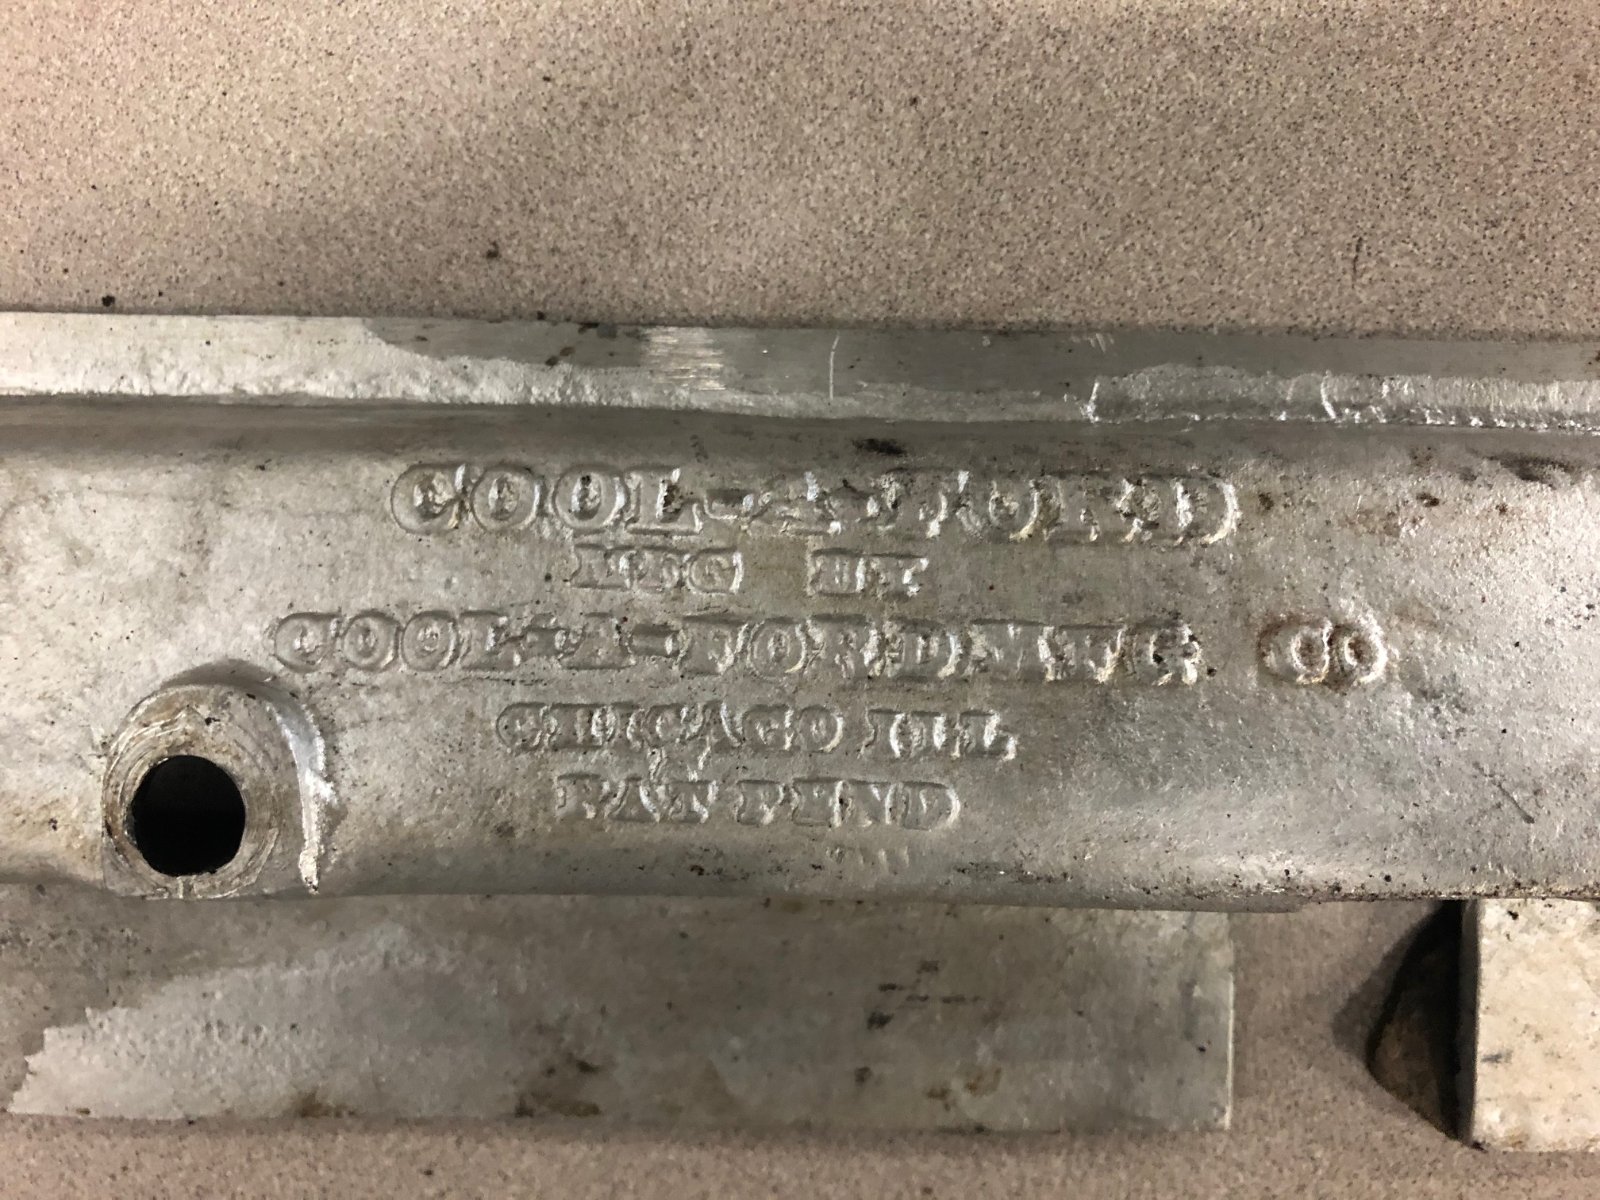 COOL-A-FORD
MFG BY
COOL-A-FORD MFG CO
CHICAGO ILL
PAT PEND